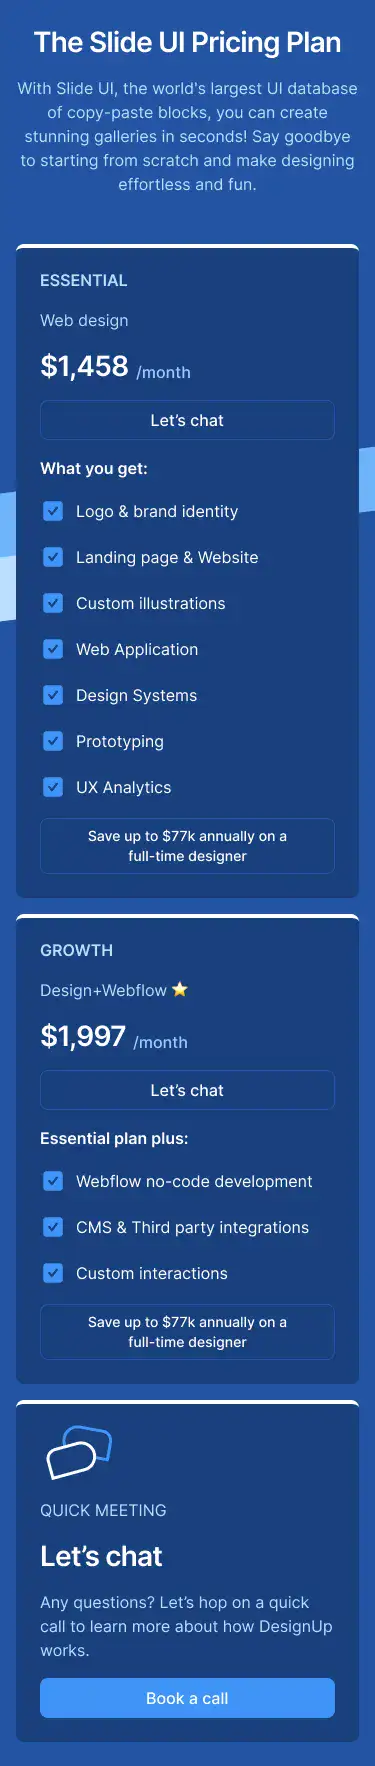 The Slide UI Pricing Plan
With Slide UI, the world's largest UI database
of copy-paste blocks, you can create
stunning galleries in seconds! Say goodbye
to starting from scratch and make designing
effortless and fun.
ESSENTIAL
Web design
$1,458 /month
Let’s chat
What you get:
Logo & brand identity
Landing page & Website
Custom illustrations
Web Application
Design Systems
Prototyping
UX Analytics
Save up to $77k annually on a
full-time designer
GROWTH
Design+Webflow ⭐
$1,997 /month
Let’s chat
Essential plan plus:
Webflow no-code development
CMS & Third party integrations
Custom interactions
Save up to $77k annually on a
full-time designer
QUICK MEETING
Let’s chat
Any questions? Let’s hop on a quick
call to learn more about how DesignUp
works.
Book a call